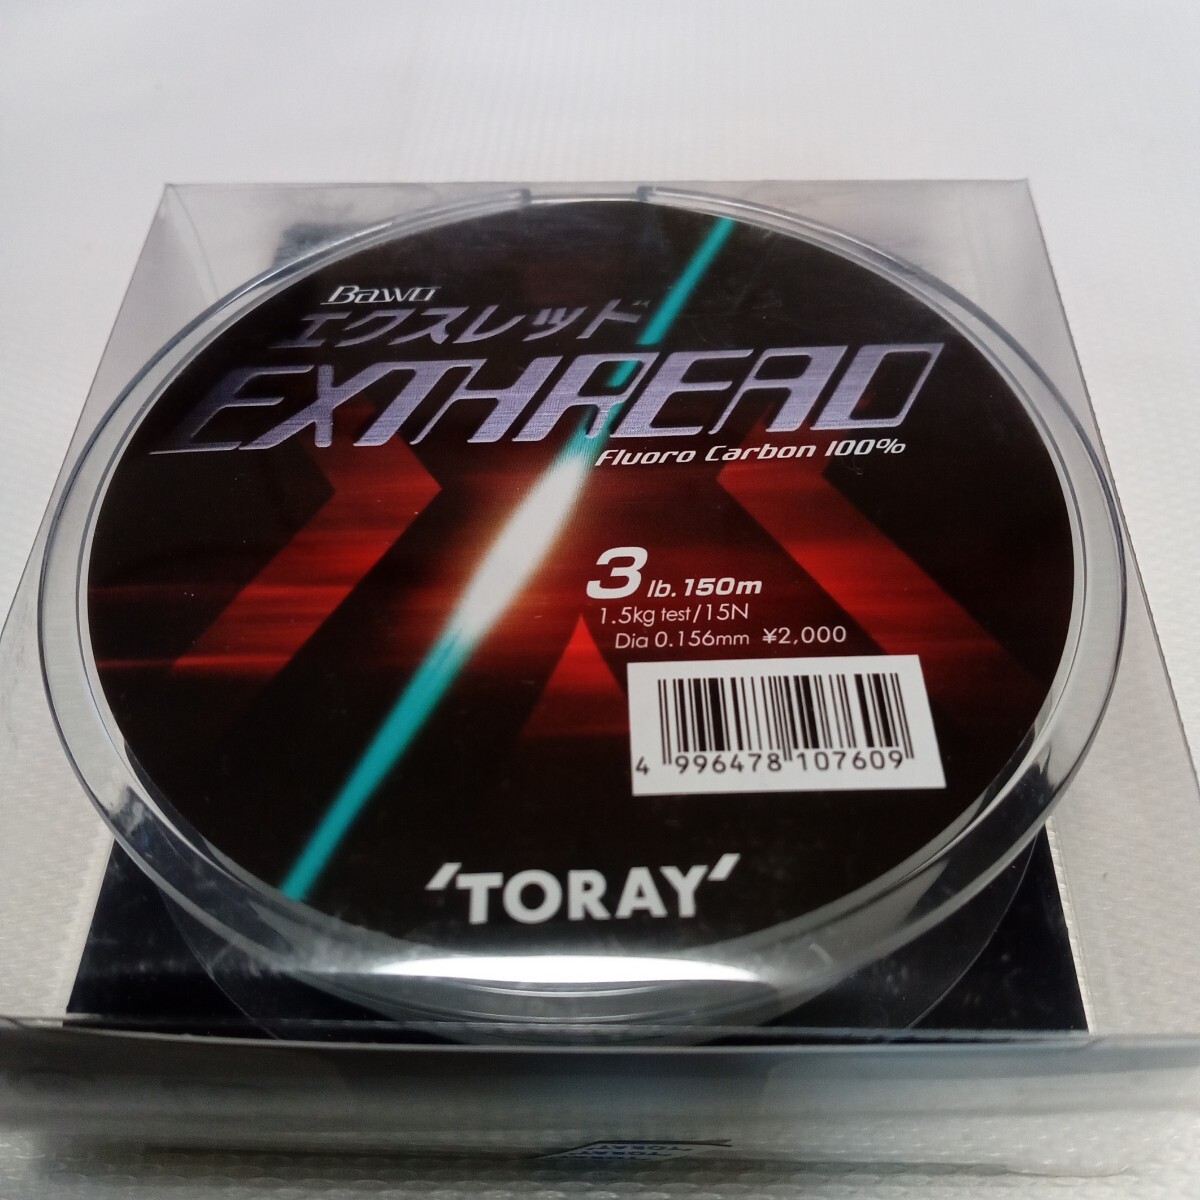 Bawo
エクスレッド
EXTHREAD
Fluoro Carbon 100%
3 lb. 150m
1.5kg test/15N
Dia 0.156mm ¥2,000
4 996478 107609
'TORAY'